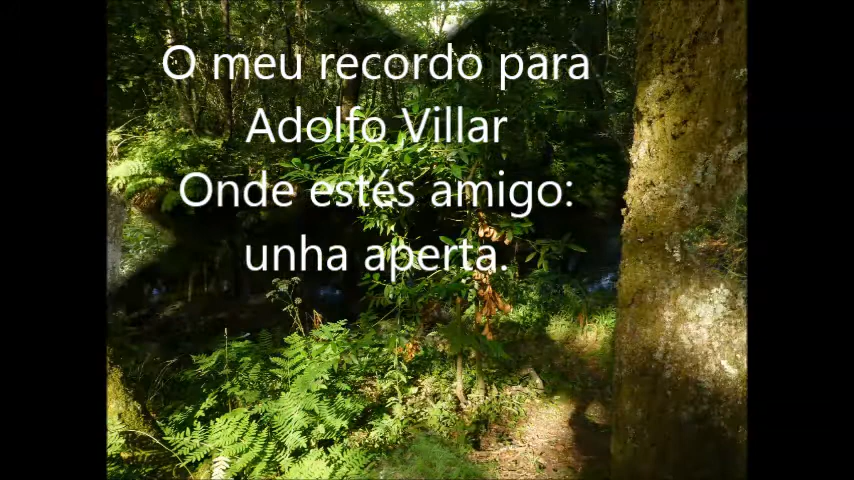 O meu recordo para
Adolfo Villar
Onde estés amigo:
unha aperta.